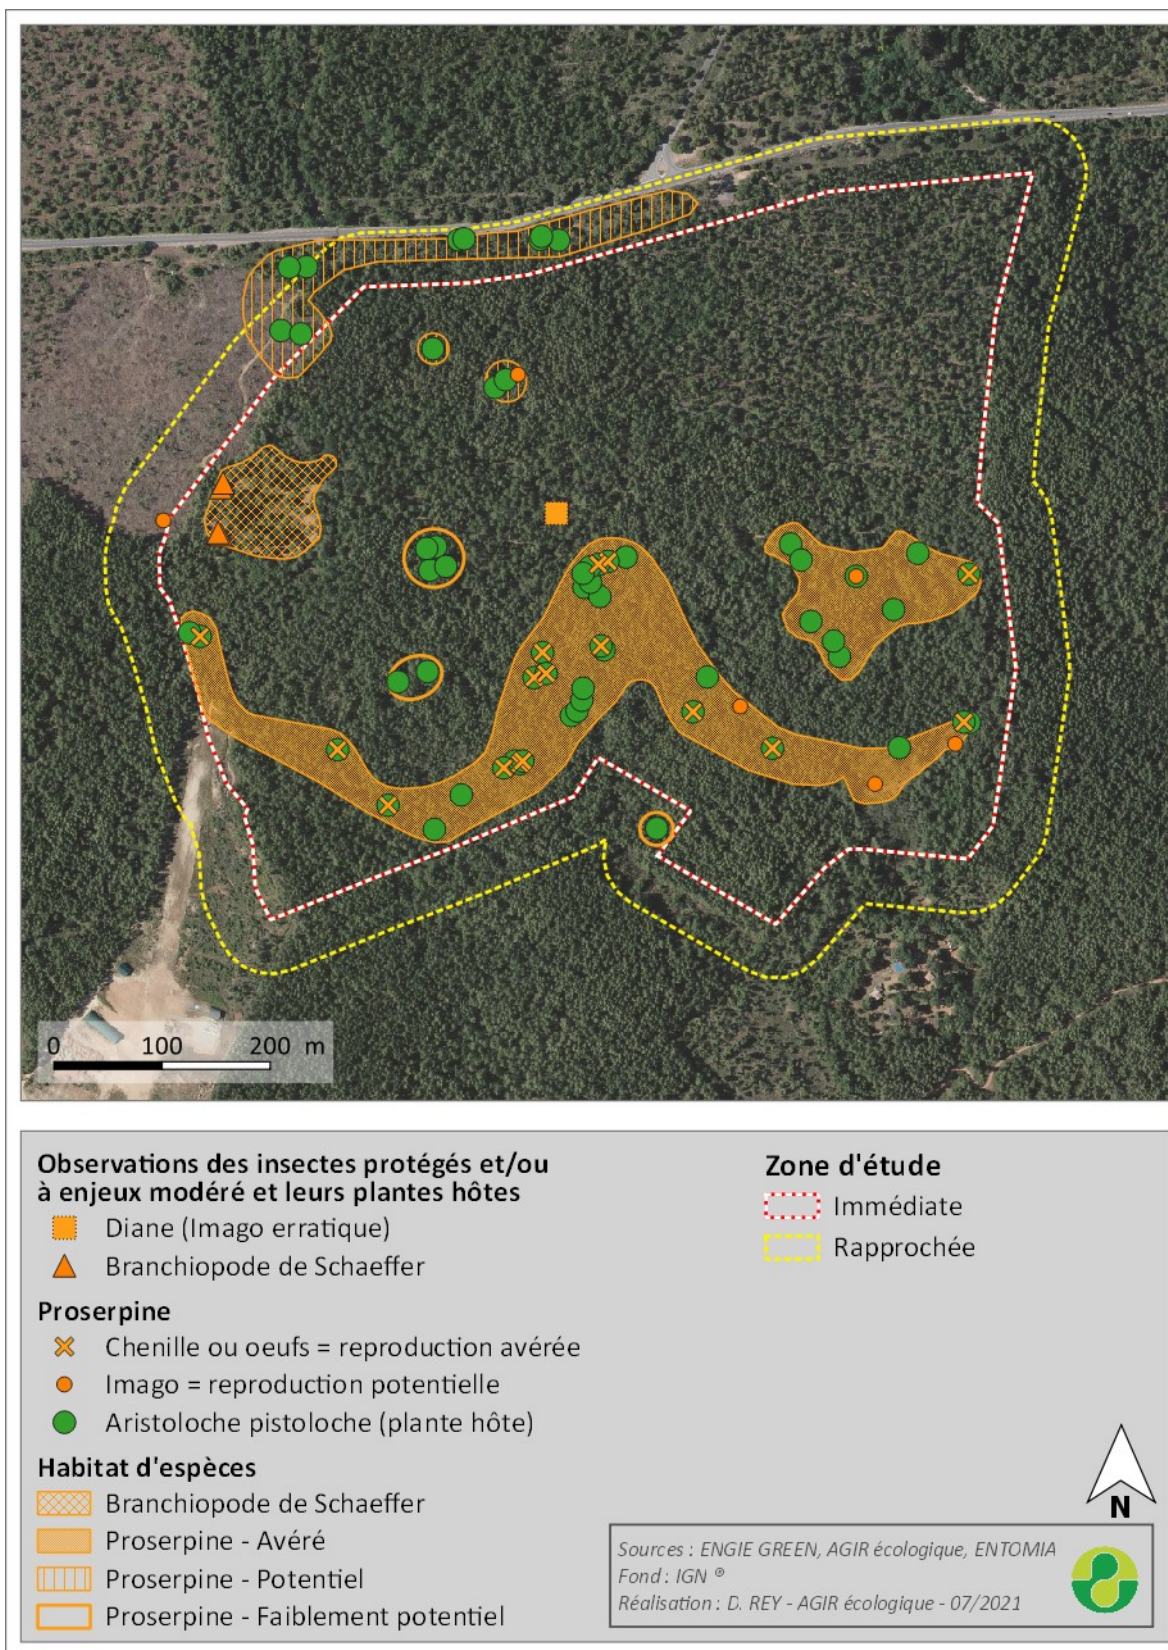 0 100 200 m
Observations des insectes protégés et/ou
à enjeux modéré et leurs plantes hôtes
Diane (Imago erratique)
Branchiopode de Schaeffer
Proserpine
Chenille ou oeufs = reproduction avérée
Imago = reproduction potentielle
Aristoloche pistoloche (plante hôte)
Habitat d'espèces
Branchiopode de Schaeffer
Proserpine - Avéré
Proserpine - Potentiel
Proserpine - Faiblement potentiel
Zone d'étude
Immédiate
Rapprochée
N
Sources : ENGIE GREEN, AGIR écologique, ENTOMIA
Fond : IGN ®
Réalisation : D. REY - AGIR écologique - 07/2021